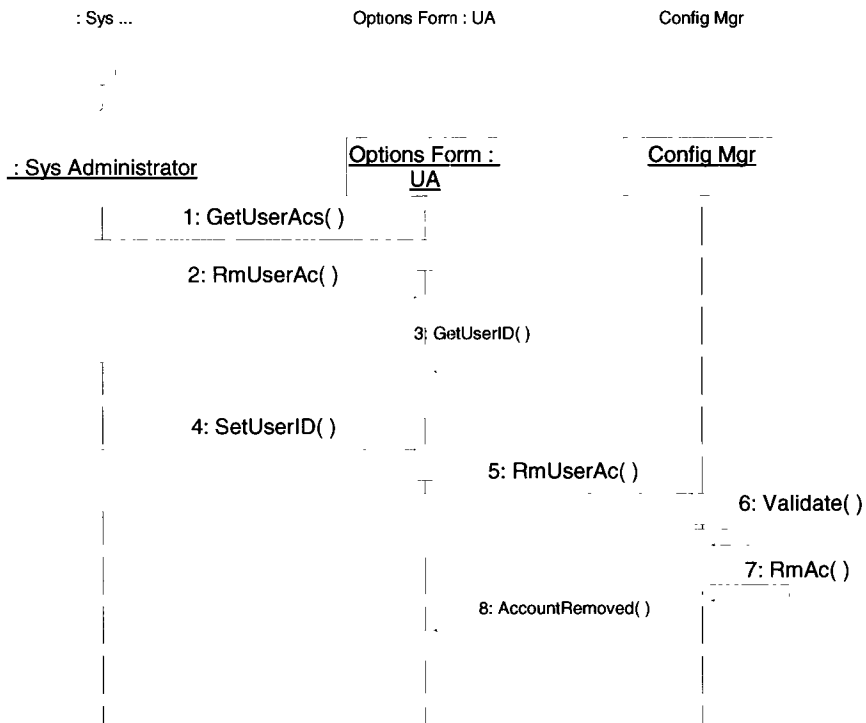 : Sys ...
Options Form : UA
Config Mgr
: Sys Administrator
Options Form :
UA
Config Mgr
1: GetUserAcs( )
2: RmUserAc( )
3: GetUserID( )
4: SetUserID( )
5: RmUserAc( )
6: Validate( )
7: RmAc( )
8: AccountRemoved( )